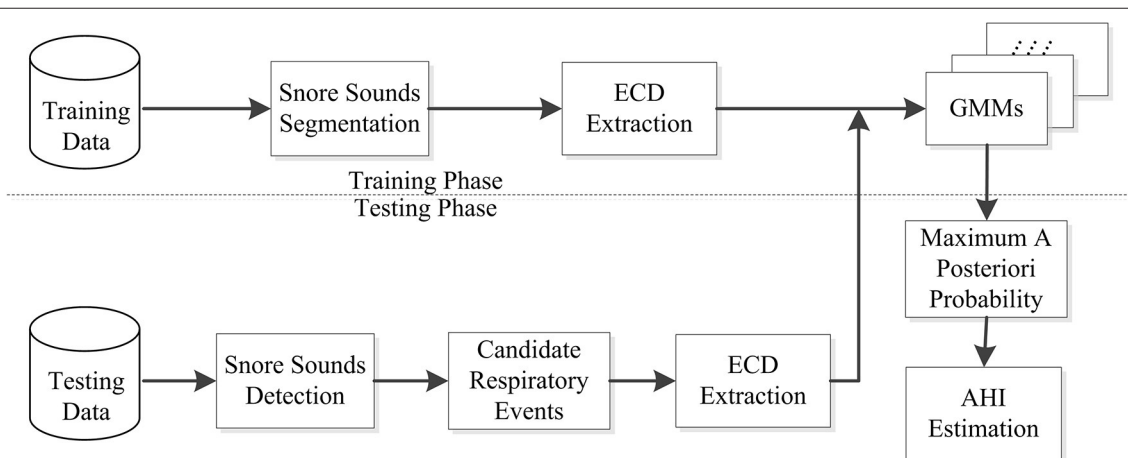 Training
Data
Snore Sounds
Segmentation
ECD
Extraction
GMMs
Training Phase
Testing Phase
Maximum A
Posteriori
Probability
Testing
Data
Snore Sounds
Detection
Candidate
Respiratory
Events
ECD
Extraction
AHI
Estimation